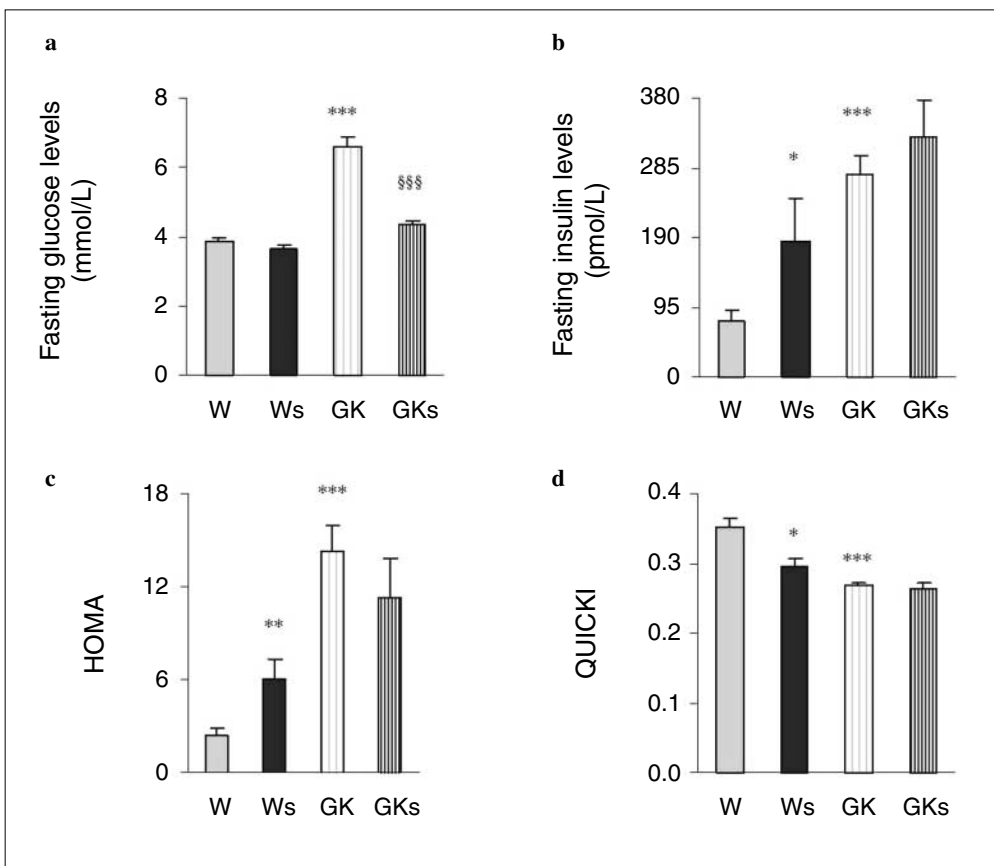 a
Fasting glucose levels
(mmol/L)
8
6
4
2
0
***
§§§
W Ws GK GKs
b
Fasting insulin levels
(pmol/L)
380
285
190
95
0
*
***
W Ws GK GKs
c
HOMA
18
12
6
0
**
***
W Ws GK GKs
d
QUICKI
0.4
0.3
0.2
0.1
0.0
*
***
W Ws GK GKs